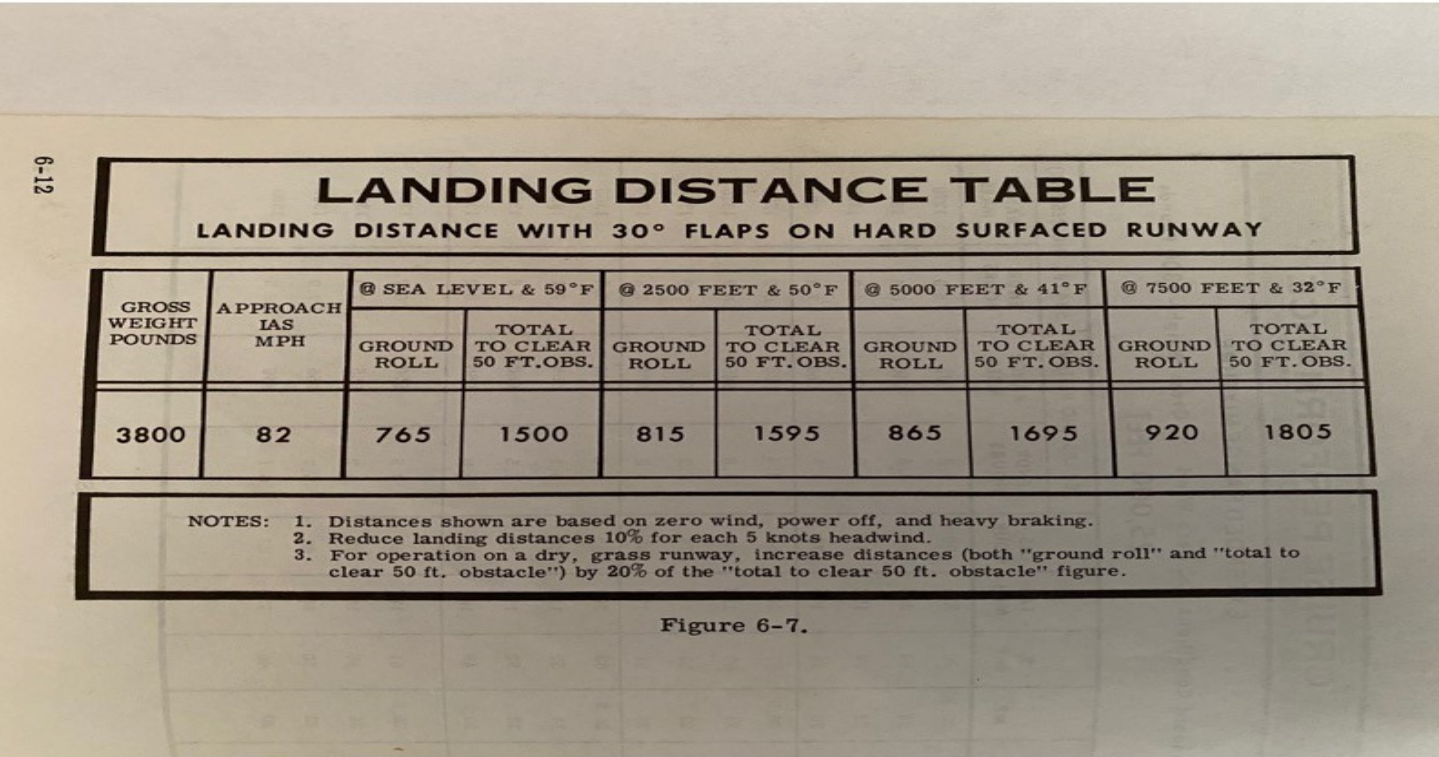 6-12
LANDING DISTANCE TABLE
LANDING DISTANCE WITH 30° FLAPS ON HARD SURFACED RUNWAY
GROSS WEIGHT POUNDS
APPROACH IAS MPH
@ SEA LEVEL & 59°F
@ 2500 FEET & 50°F
@ 5000 FEET & 41°F
@ 7500 FEET & 32°F
GROUND ROLL
TOTAL TO CLEAR 50 FT.OBS.
GROUND ROLL
TOTAL TO CLEAR 50 FT.OBS.
GROUND ROLL
TOTAL TO CLEAR 50 FT.OBS.
GROUND ROLL
TOTAL TO CLEAR 50 FT.OBS.
3800 82 765 1500 815 1595 865 1695 920 1805
NOTES: 1. Distances shown are based on zero wind, power off, and heavy braking.
2. Reduce landing distances 10% for each 5 knots headwind.
3. For operation on a dry, grass runway, increase distances (both "ground roll" and "total to
clear 50 ft. obstacle") by 20% of the "total to clear 50 ft. obstacle" figure.
Figure 6-7.